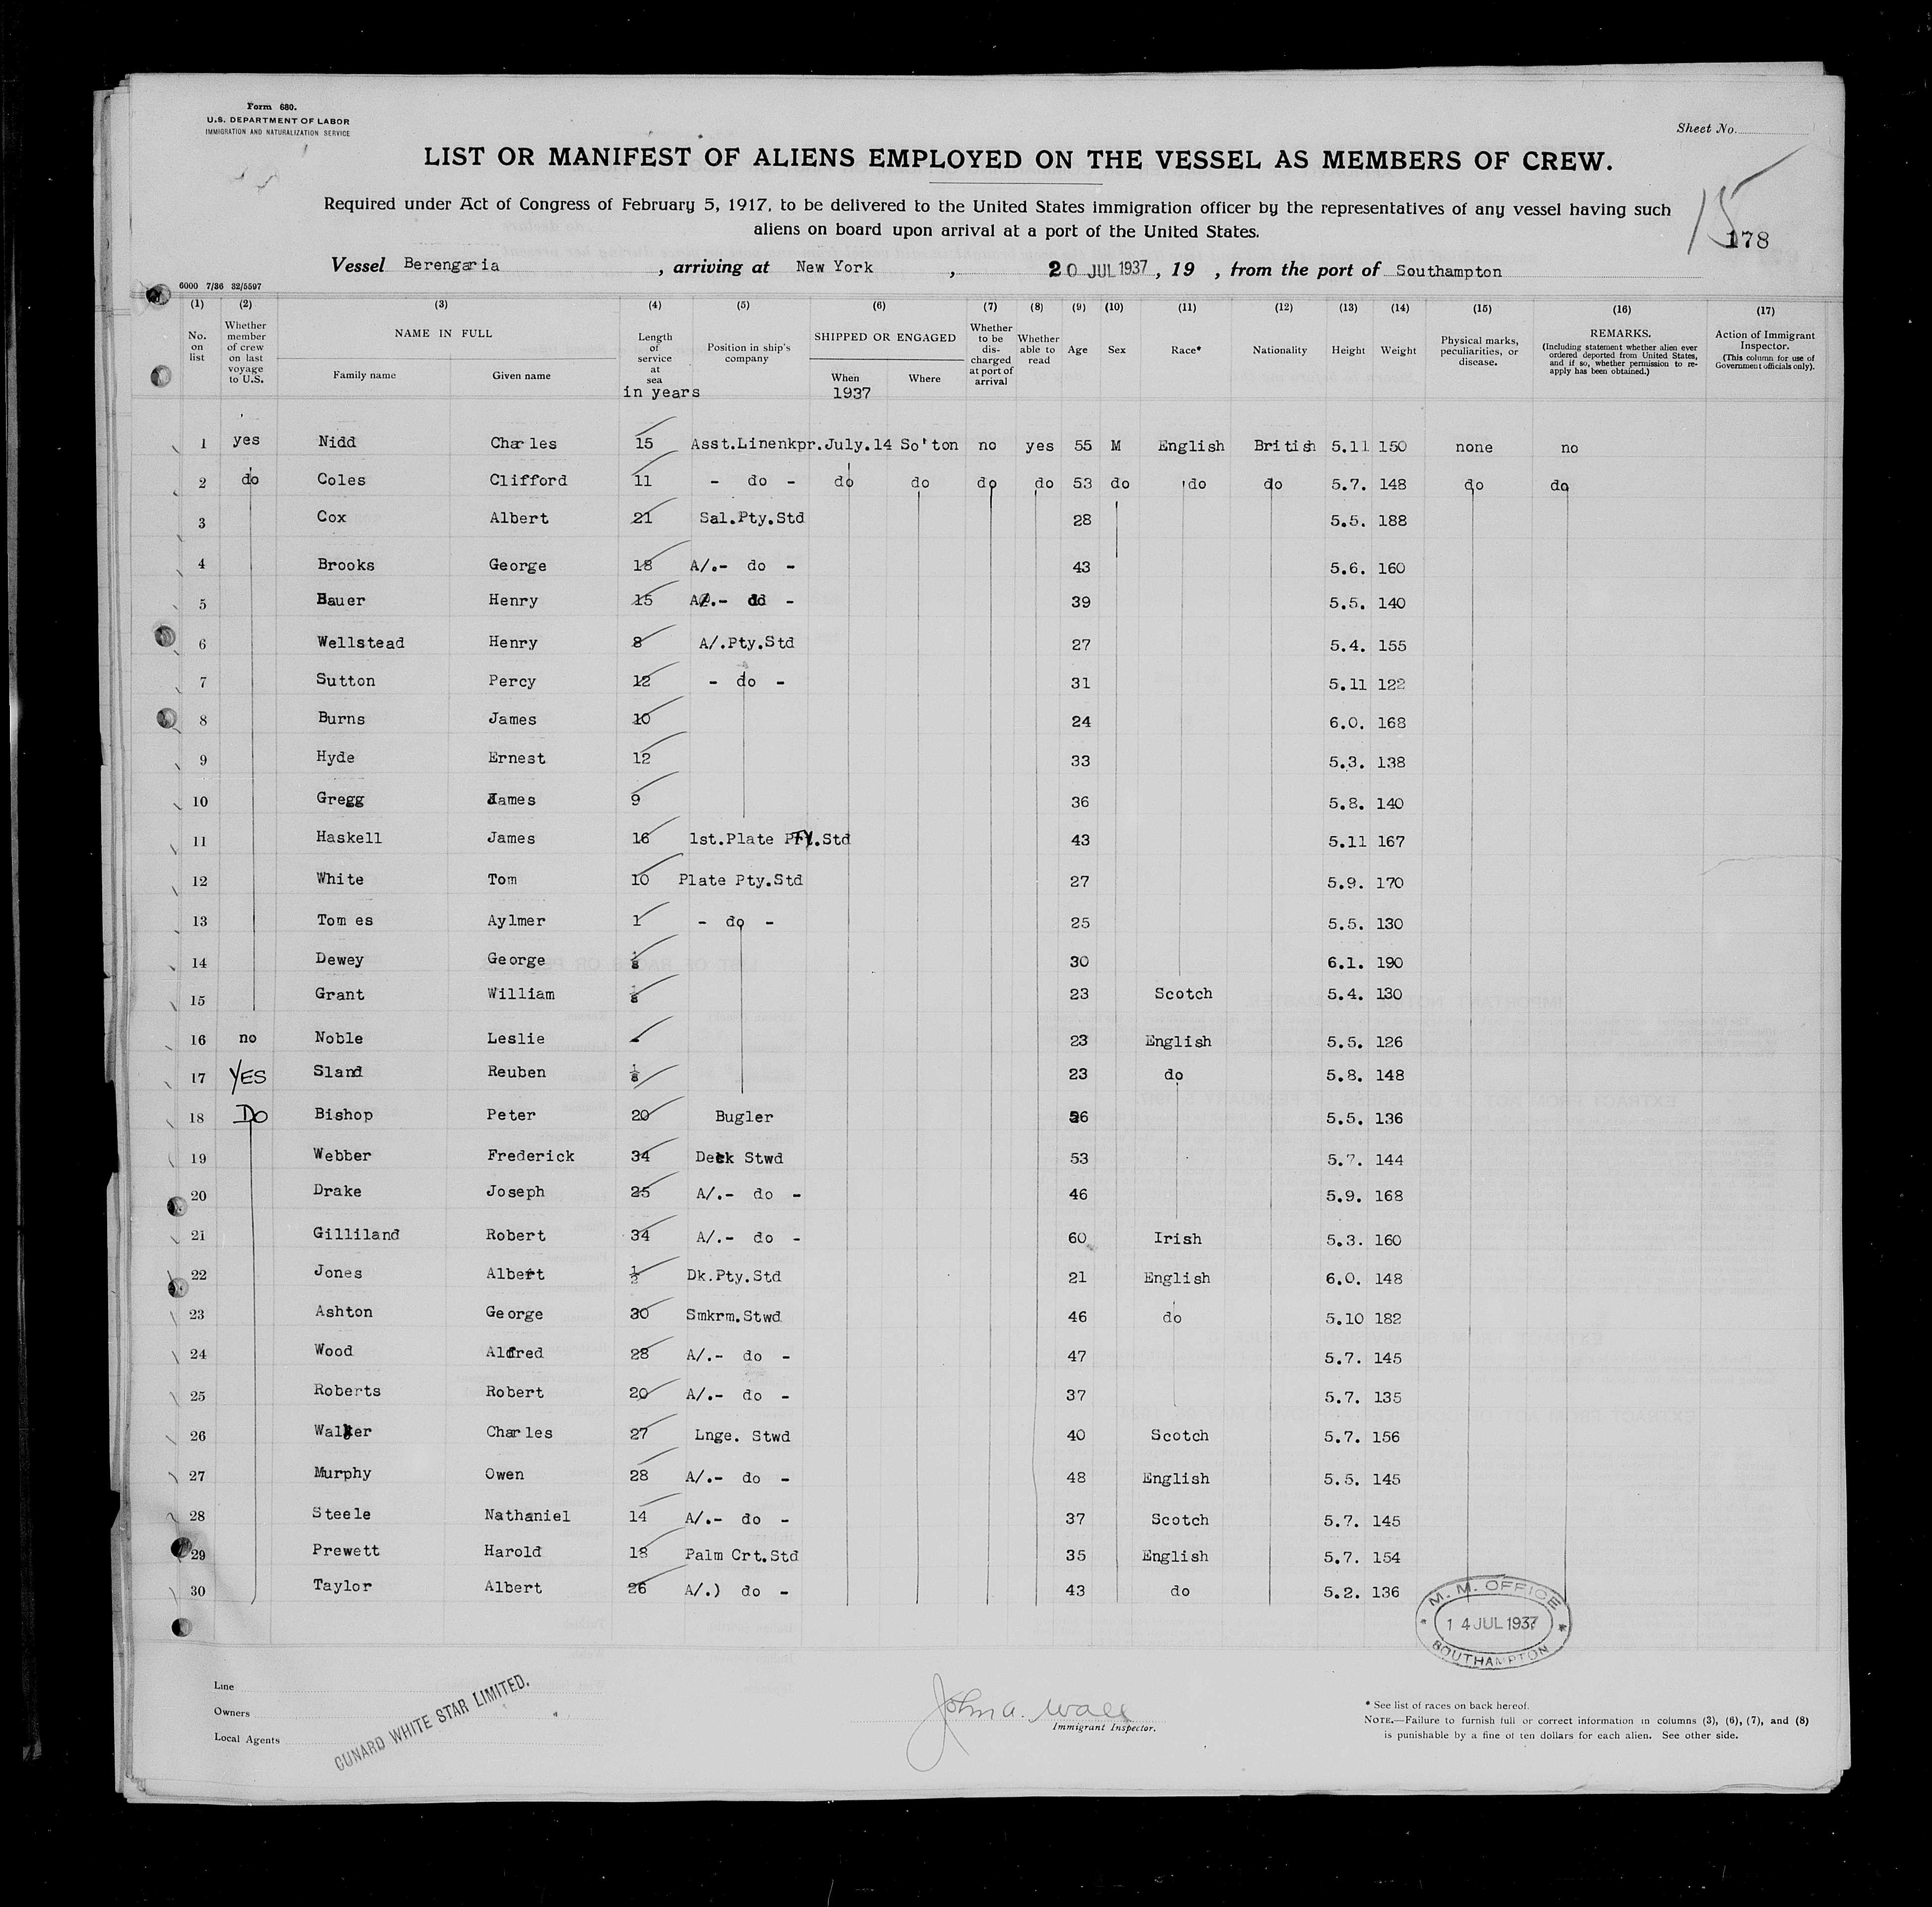 Form 680.
U.S. DEPARTMENT OF LABOR
IMMIGRATION AND NATURALIZATION SERVICE
Sheet No.
LIST OR MANIFEST OF ALIENS EMPLOYED ON THE VESSEL AS MEMBERS OF CREW.
Required under Act of Congress of February 5, 1917, to be delivered to the United States immigration officer by the representatives of any vessel having such
aliens on board upon arrival at a port of the United States.
15
178
Vessel Berengaria, arriving at New York, 20 JUL 1937, 19 , from the port of Southampton
6000 7/36 32/5597
(1) (2) (3) (4) (5) (6) (7) (8) (9) (10) (11) (12) (13) (14) (15) (16) (17)
No. on list
Whether member of crew on last voyage to U.S.
NAME IN FULL
Family name Given name
Length of service at sea
in years
Position in ship's company
SHIPPED OR ENGAGED
When Where
1937
Whether to be discharged at port of arrival
Whether able to read
Age
Sex
Race*
Nationality
Height
Weight
Physical marks, peculiarities, or disease.
REMARKS.
(Including statement whether alien ever ordered deported from United States, and if so, whether permission to re-apply has been obtained.)
Action of Immigrant Inspector.
(This column for use of Government officials only).
1 yes Nidd Charles 15 Asst.Linenkpr. July.14 So'ton no yes 55 M English British 5.11 150 none no
2 do Coles Clifford 11 - do - do do do do 53 do do do 5.7. 148 do do
3 Cox Albert 21 Sal.Pty.Std 28 5.5. 188
4 Brooks George 18 A/.- do - 43 5.6. 160
5 Bauer Henry 15 A/.- do - 39 5.5. 140
6 Wellstead Henry 8 A/.Pty.Std 27 5.4. 155
7 Sutton Percy 12 - do - 31 5.11 122
8 Burns James 10 24 6.0. 168
9 Hyde Ernest 12 33 5.3. 138
10 Gregg James 9 36 5.8. 140
11 Haskell James 16 1st.Plate PTY.Std 43 5.11 167
12 White Tom 10 Plate Pty.Std 27 5.9. 170
13 Tom es Aylmer 1 - do - 25 5.5. 130
14 Dewey George 30 6.1. 190
15 Grant William 23 Scotch 5.4. 130
16 no Noble Leslie 23 English 5.5. 126
17 YES Sland Reuben 1/8 23 do 5.8. 148
18 DO Bishop Peter 20 Bugler 36 5.5. 136
19 Webber Frederick 34 Deck Stwd 53 5.7. 144
20 Drake Joseph 25 A/.- do - 46 5.9. 168
21 Gilliland Robert 34 A/.- do - 60 Irish 5.3. 160
22 Jones Albert 1/2 Dk.Pty.Std 21 English 6.0. 148
23 Ashton George 30 Smkrm.Stwd 46 do 5.10 182
24 Wood Alfred 28 A/.- do - 47 5.7. 145
25 Roberts Robert 20 A/.- do - 37 5.7. 135
26 Walker Charles 27 Lnge. Stwd 40 Scotch 5.7. 156
27 Murphy Owen 28 A/.- do - 48 English 5.5. 145
28 Steele Nathaniel 14 A/.- do - 37 Scotch 5.7. 145
29 Prewett Harold 18 Palm Crt.Std 35 English 5.7. 154
30 Taylor Albert 26 A/.) do - 43 do 5.2. 136
M. M. OFFICE
* 14 JUL 1937 *
SOUTHAMPTON
Line
Owners
Local Agents
CUNARD WHITE STAR LIMITED.
John A. Wall
Immigrant Inspector.
* See list of races on back hereof.
NOTE.—Failure to furnish full or correct information in columns (3), (6), (7), and (8)
is punishable by a fine of ten dollars for each alien. See other side.